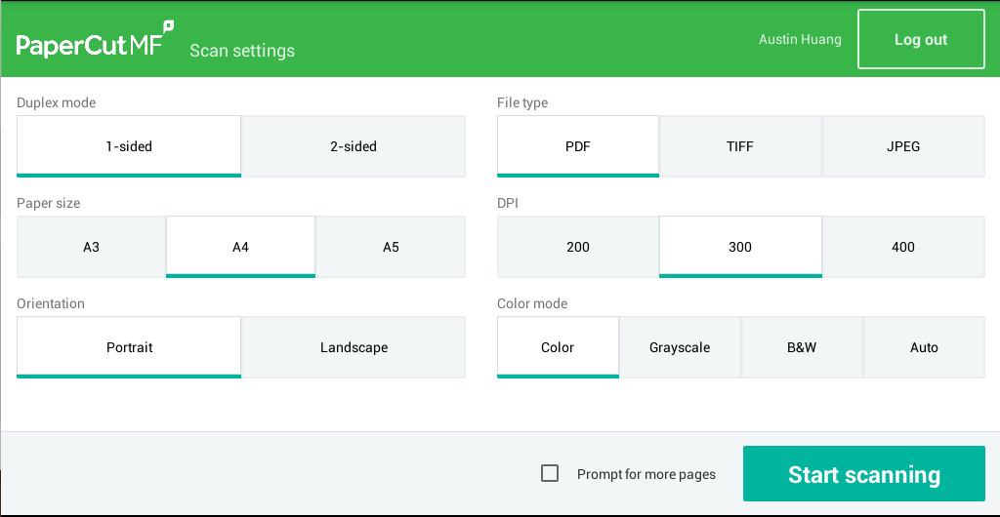 PaperCut MF
Scan settings
Austin Huang
Log out
Duplex mode
1-sided
2-sided
File type
PDF
TIFF
JPEG
Paper size
A3
A4
A5
DPI
200
300
400
Orientation
Portrait
Landscape
Color mode
Color
Grayscale
B&W
Auto
Prompt for more pages
Start scanning